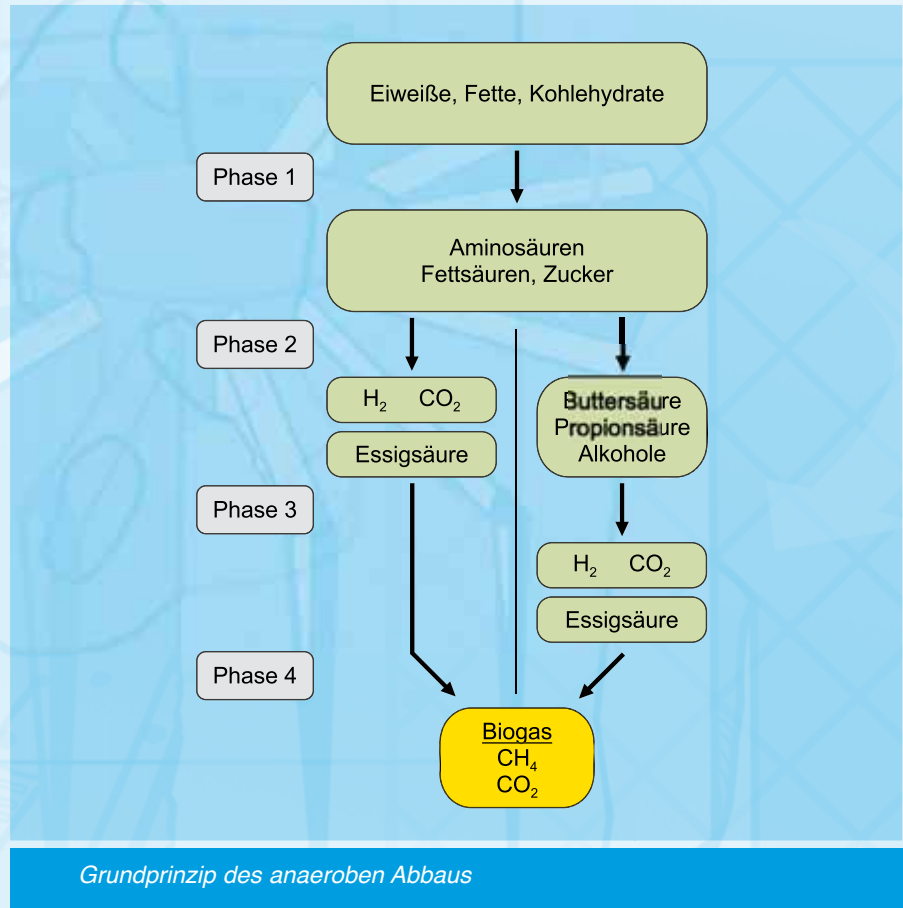 Eiweiße, Fette, Kohlehydrate
Phase 1
Aminosäuren
Fettsäuren, Zucker
Phase 2
H₂ CO₂
Essigsäure
Buttersäure
Propionsäure
Alkohole
Phase 3
H₂ CO₂
Essigsäure
Phase 4
Biogas
CH₄
CO₂
Grundprinzip des anaeroben Abbaus